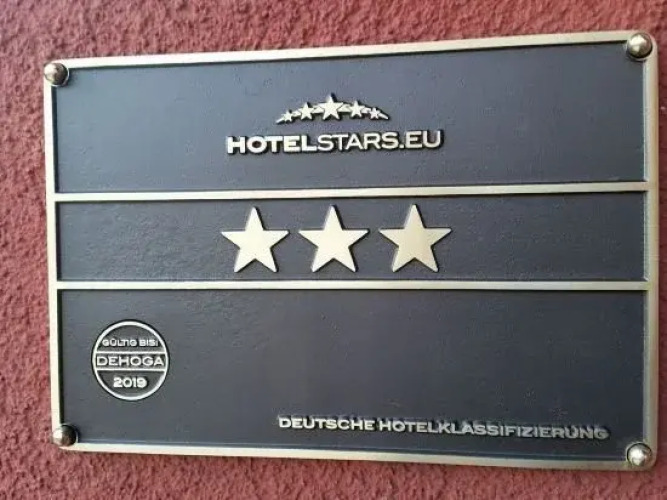 HOTELSTARS.EU
GÜLTIG BIS
DEHOGA
2019
DEUTSCHE HOTELKLASSIFIZIERUNG